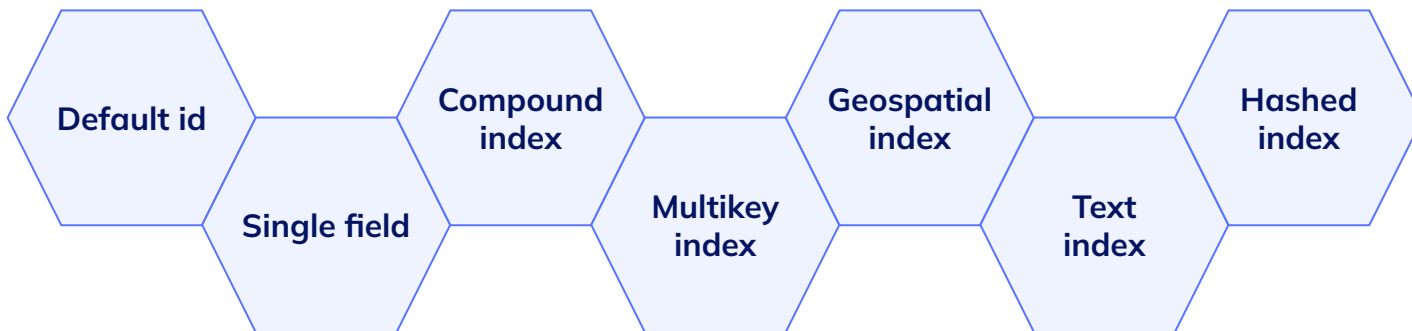 Default id
Single field
Compound
index
Multikey
index
Geospatial
index
Text
index
Hashed
index